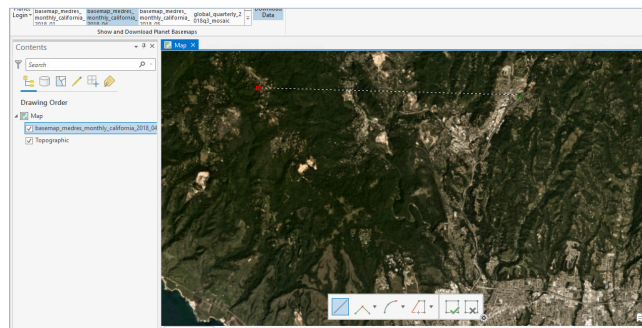 Planet basemap_medres_ basemap_medres_ basemap_medres_ Download
Login monthly_california_ monthly_california_ monthly_california_ global_quarterly_2 Data
2018_03 2018_04 2018_05 018q3_mosaic
Show and Download Planet Basemaps
Contents
Map
Search
Drawing Order
Map
basemap_medres_monthly_california_2018_04
Topographic